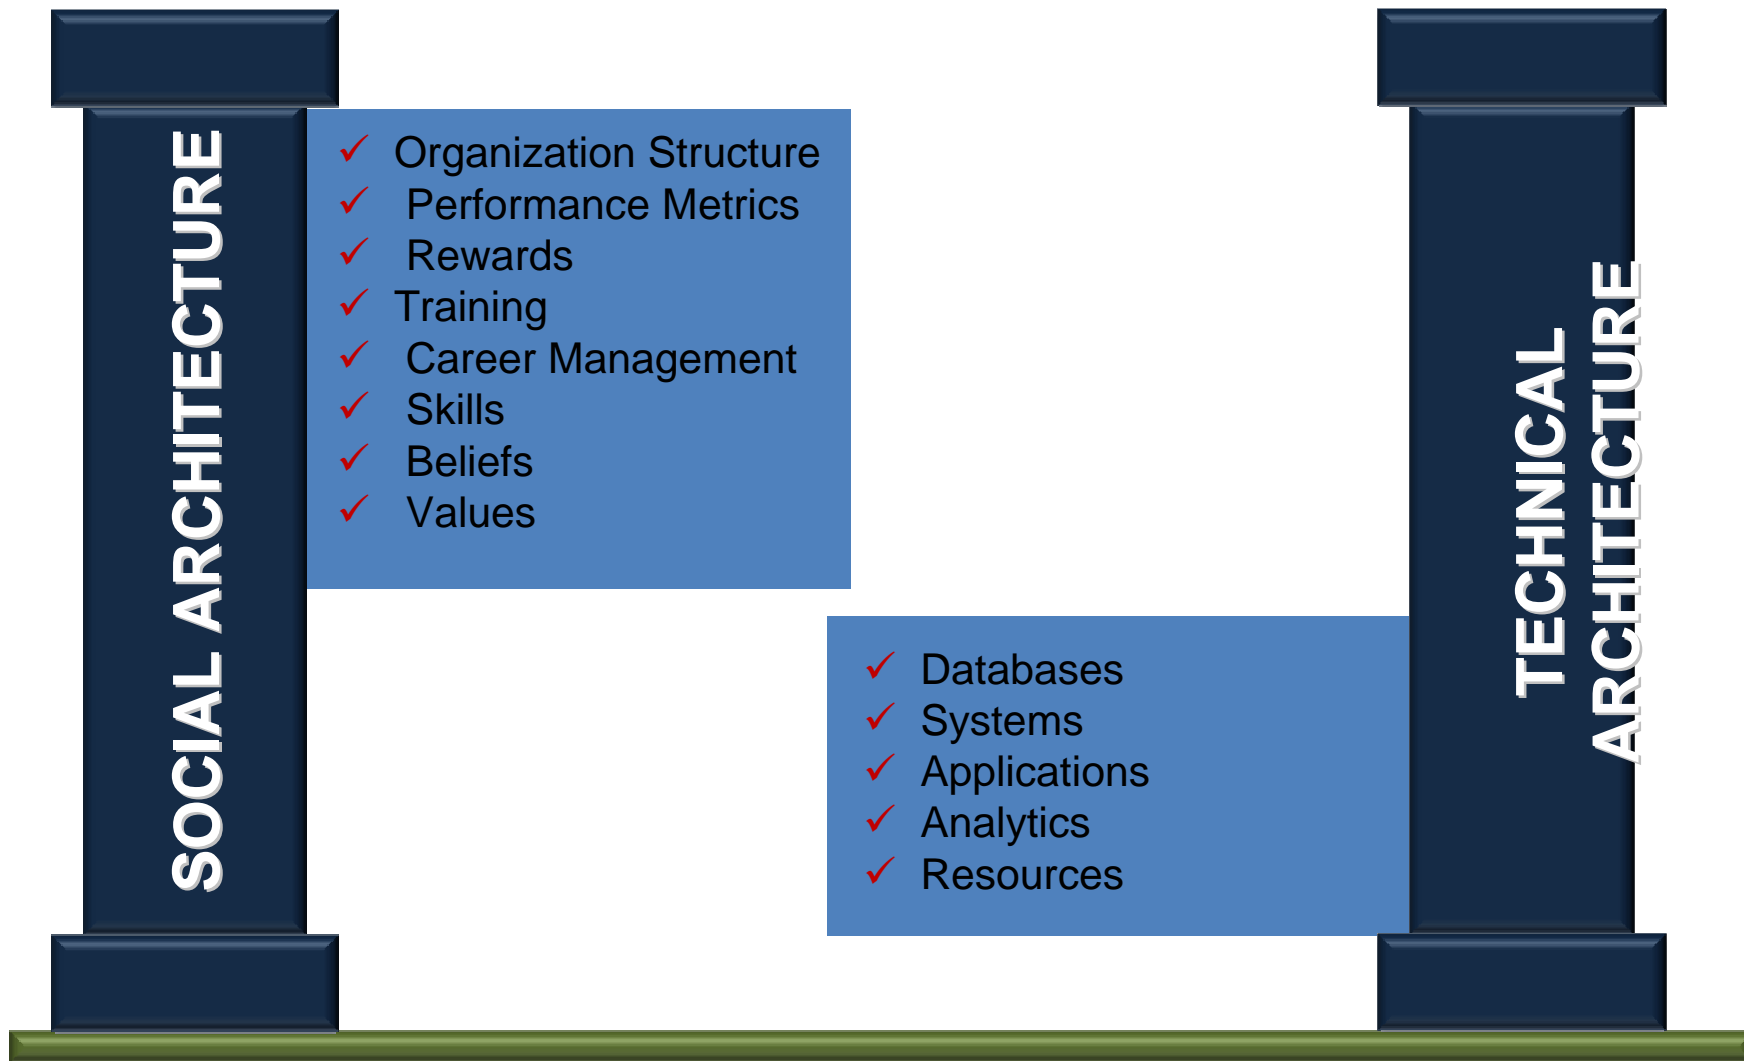 SOCIAL ARCHITECTURE
Organization Structure
Performance Metrics
Rewards
Training
Career Management
Skills
Beliefs
Values
Databases
Systems
Applications
Analytics
Resources
TECHNICAL
ARCHITECTURE